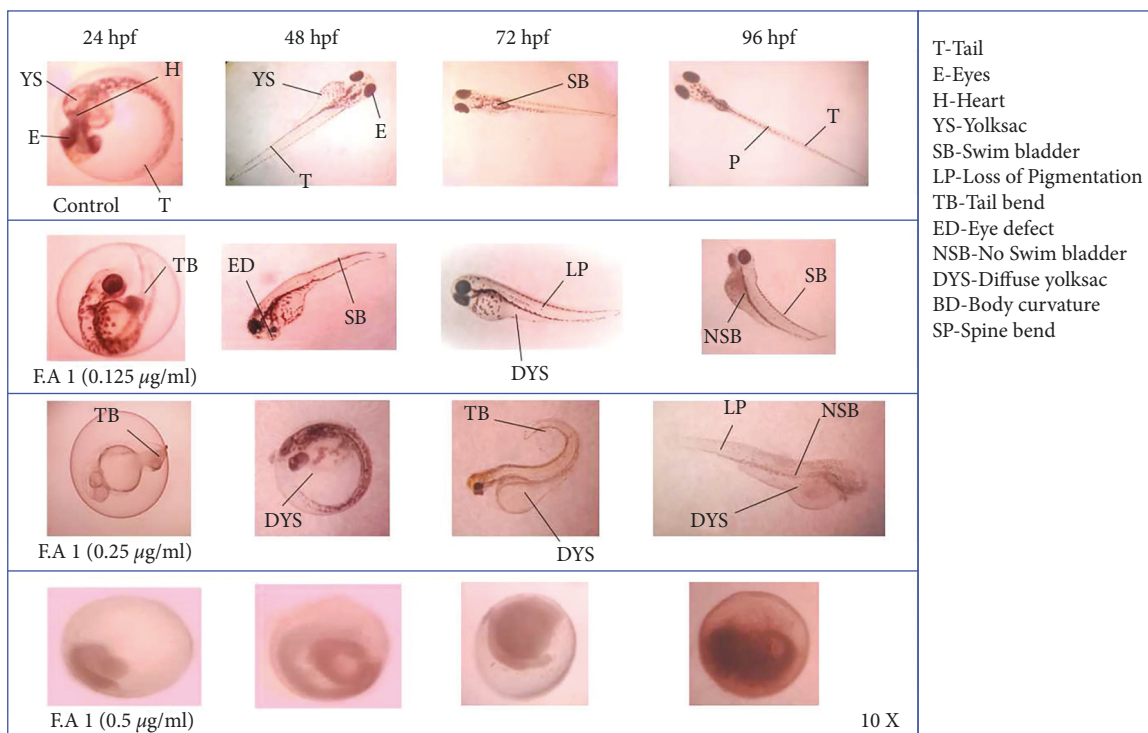 24 hpf 48 hpf 72 hpf 96 hpf
YS H YS SB
E E T
T P
Control T
TB ED LP SB
SB NSB
DYS
F.A 1 (0.125 µg/ml)
TB TB LP NSB
DYS DYS
DYS
F.A 1 (0.25 µg/ml)
F.A 1 (0.5 µg/ml) 10 X
T-Tail
E-Eyes
H-Heart
YS-Yolksac
SB-Swim bladder
LP-Loss of Pigmentation
TB-Tail bend
ED-Eye defect
NSB-No Swim bladder
DYS-Diffuse yolksac
BD-Body curvature
SP-Spine bend